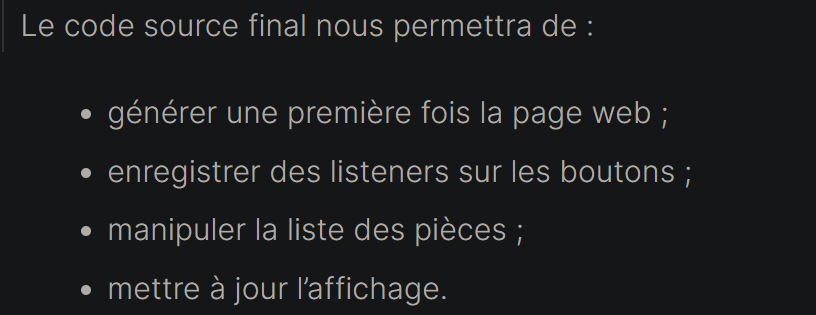 Le code source final nous permettra de :
• générer une première fois la page web ;
• enregistrer des listeners sur les boutons ;
• manipuler la liste des pièces ;
• mettre à jour l’affichage.